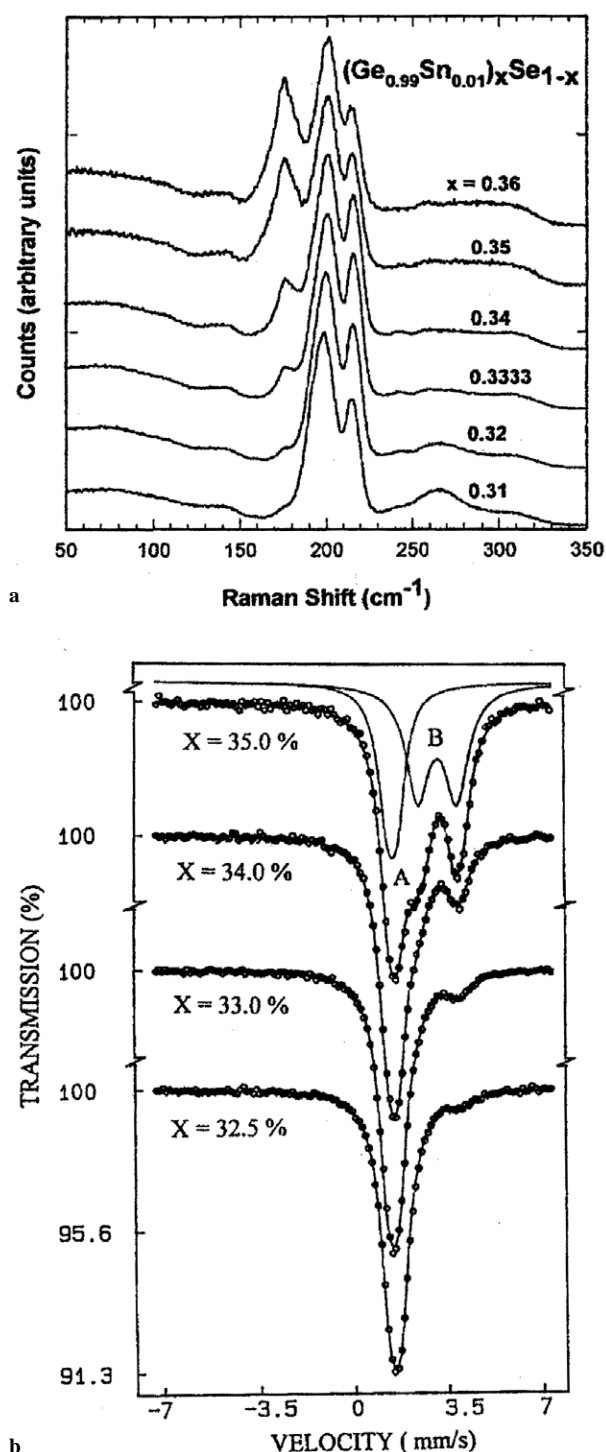 (Ge0.99Sn0.01)xSe1-x
x = 0.36
0.35
0.34
0.3333
0.32
0.31
Counts (arbitrary units)
50 100 150 200 250 300 350
a
Raman Shift (cm-1)
100
X = 35.0 %
B
A
100
X = 34.0 %
100
X = 33.0 %
100
X = 32.5 %
95.6
91.3
TRANSMISSION (%)
-7 -3.5 0 3.5 7
b
VELOCITY ( mm/s)